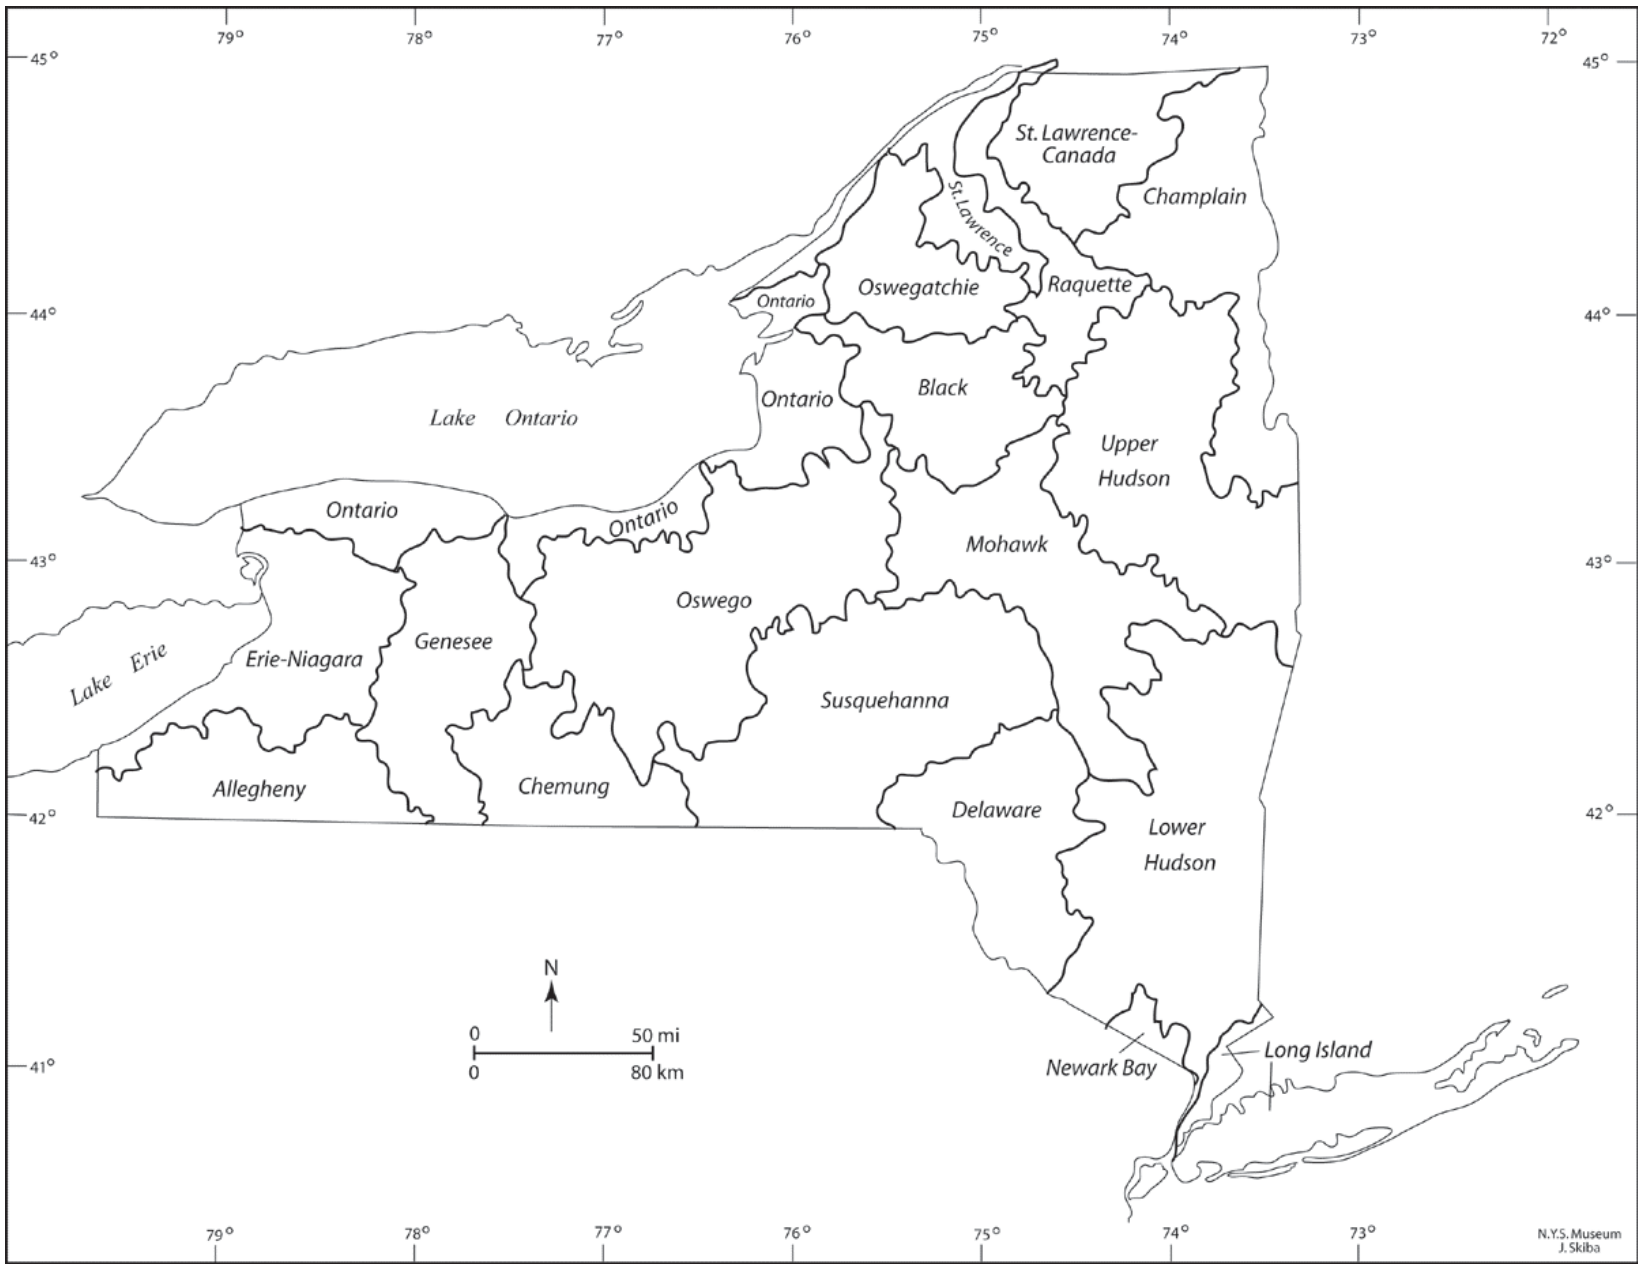 79° 78° 77° 76° 75° 74° 73° 72°
45° 45°
St. Lawrence-
Canada
Champlain
St. Lawrence
Oswegatchie
Raquette
Ontario
44° 44°
Black
Ontario
Lake Ontario
Upper
Hudson
Ontario
Ontario
Mohawk
43° 43°
Oswego
Genesee
Erie-Niagara
Lake Erie
Susquehanna
Allegheny
Chemung
Delaware
42° 42°
Lower
Hudson
N
0 50 mi
0 80 km
Long Island
Newark Bay
41°
79° 78° 77° 76° 75° 74° 73°
N.Y.S. Museum
J. Skiba